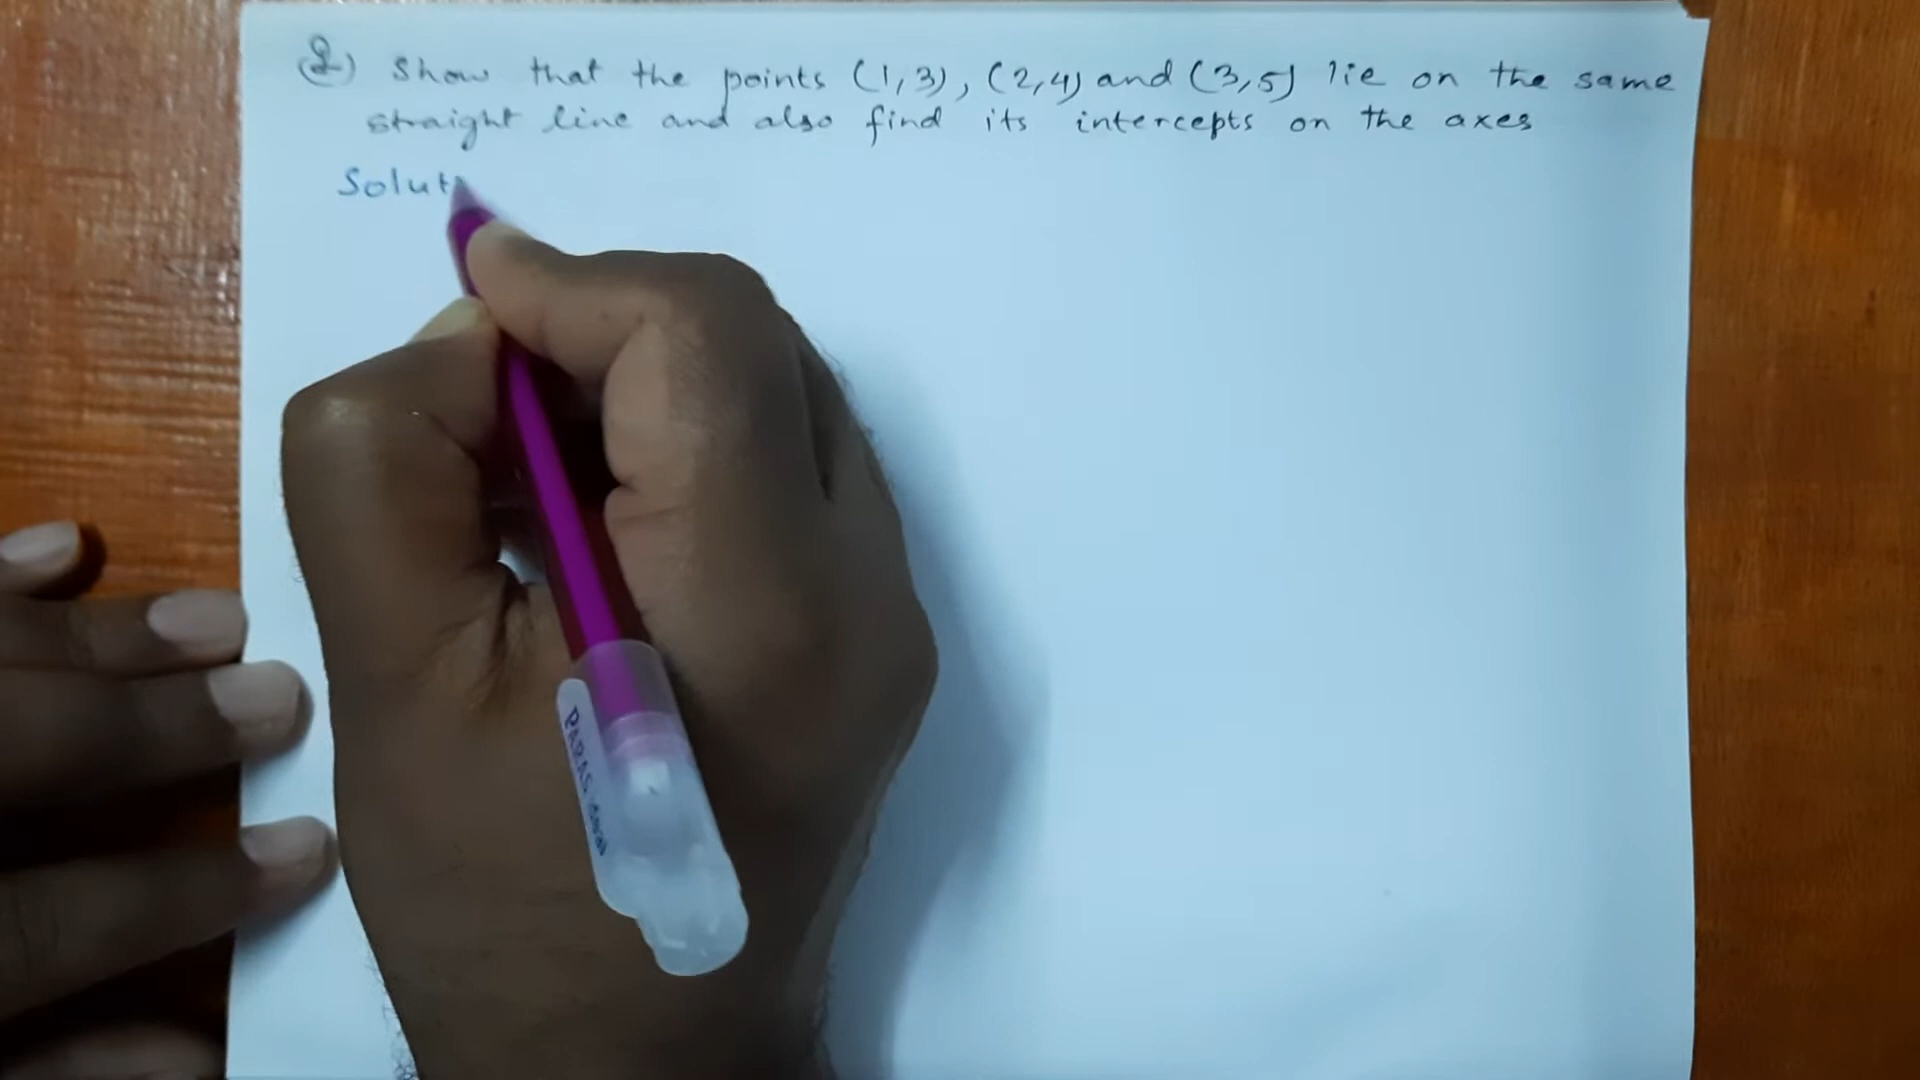 Q) Show that the points (1,3), (2,4) and (3,5) lie on the same
straight line and also find its intercepts on the axes
Solut
PARAS